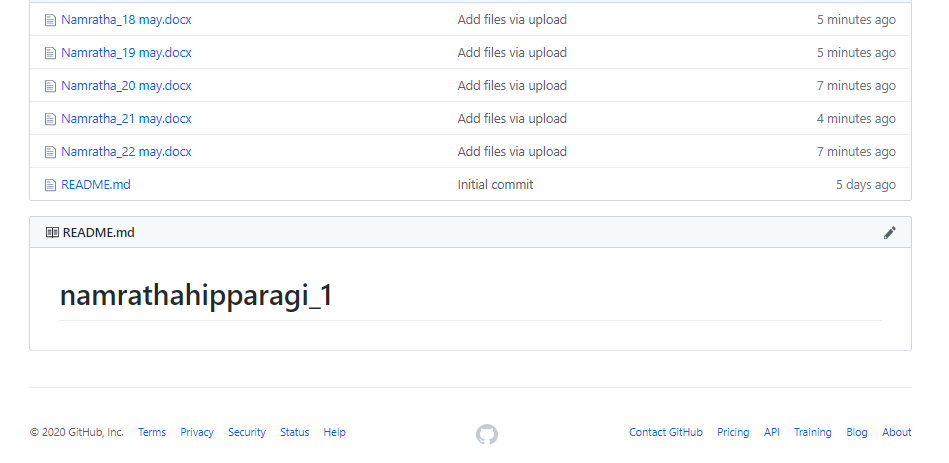 Namratha_18 may.docx Add files via upload 5 minutes ago
Namratha_19 may.docx Add files via upload 5 minutes ago
Namratha_20 may.docx Add files via upload 7 minutes ago
Namratha_21 may.docx Add files via upload 4 minutes ago
Namratha_22 may.docx Add files via upload 7 minutes ago
README.md Initial commit 5 days ago
README.md
namrathahipparagi_1
© 2020 GitHub, Inc. Terms Privacy Security Status Help Contact GitHub Pricing API Training Blog About